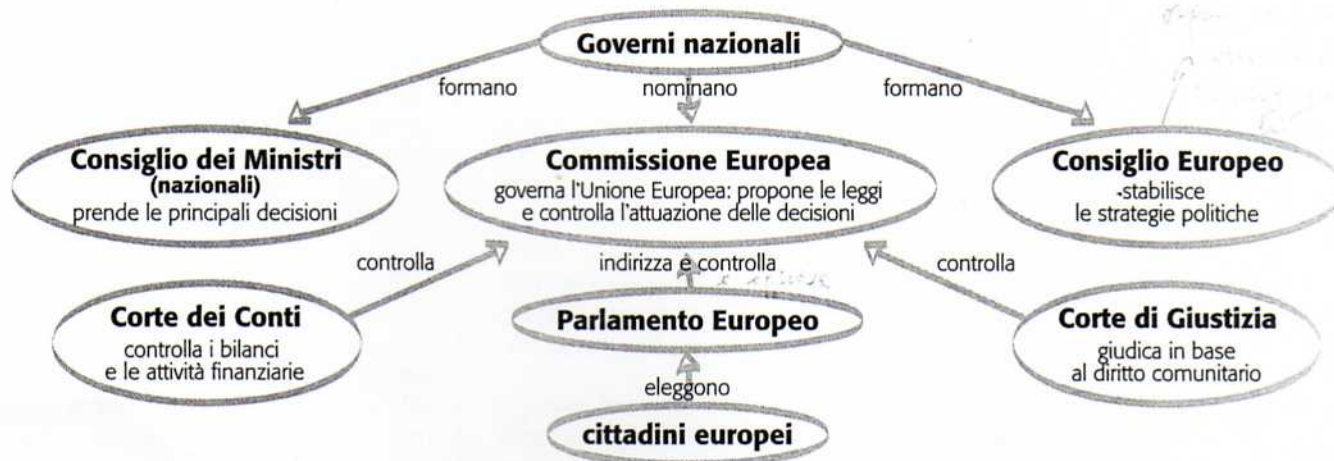 Governi nazionali
formano
nominano
formano
Consiglio dei Ministri
(nazionali)
prende le principali decisioni
Commissione Europea
governa l'Unione Europea: propone le leggi
e controlla l'attuazione delle decisioni
Consiglio Europeo
-stabilisce
le strategie politiche
controlla
indirizza e controlla
controlla
Corte dei Conti
controlla i bilanci
e le attività finanziarie
Parlamento Europeo
Corte di Giustizia
giudica in base
al diritto comunitario
eleggono
cittadini europei